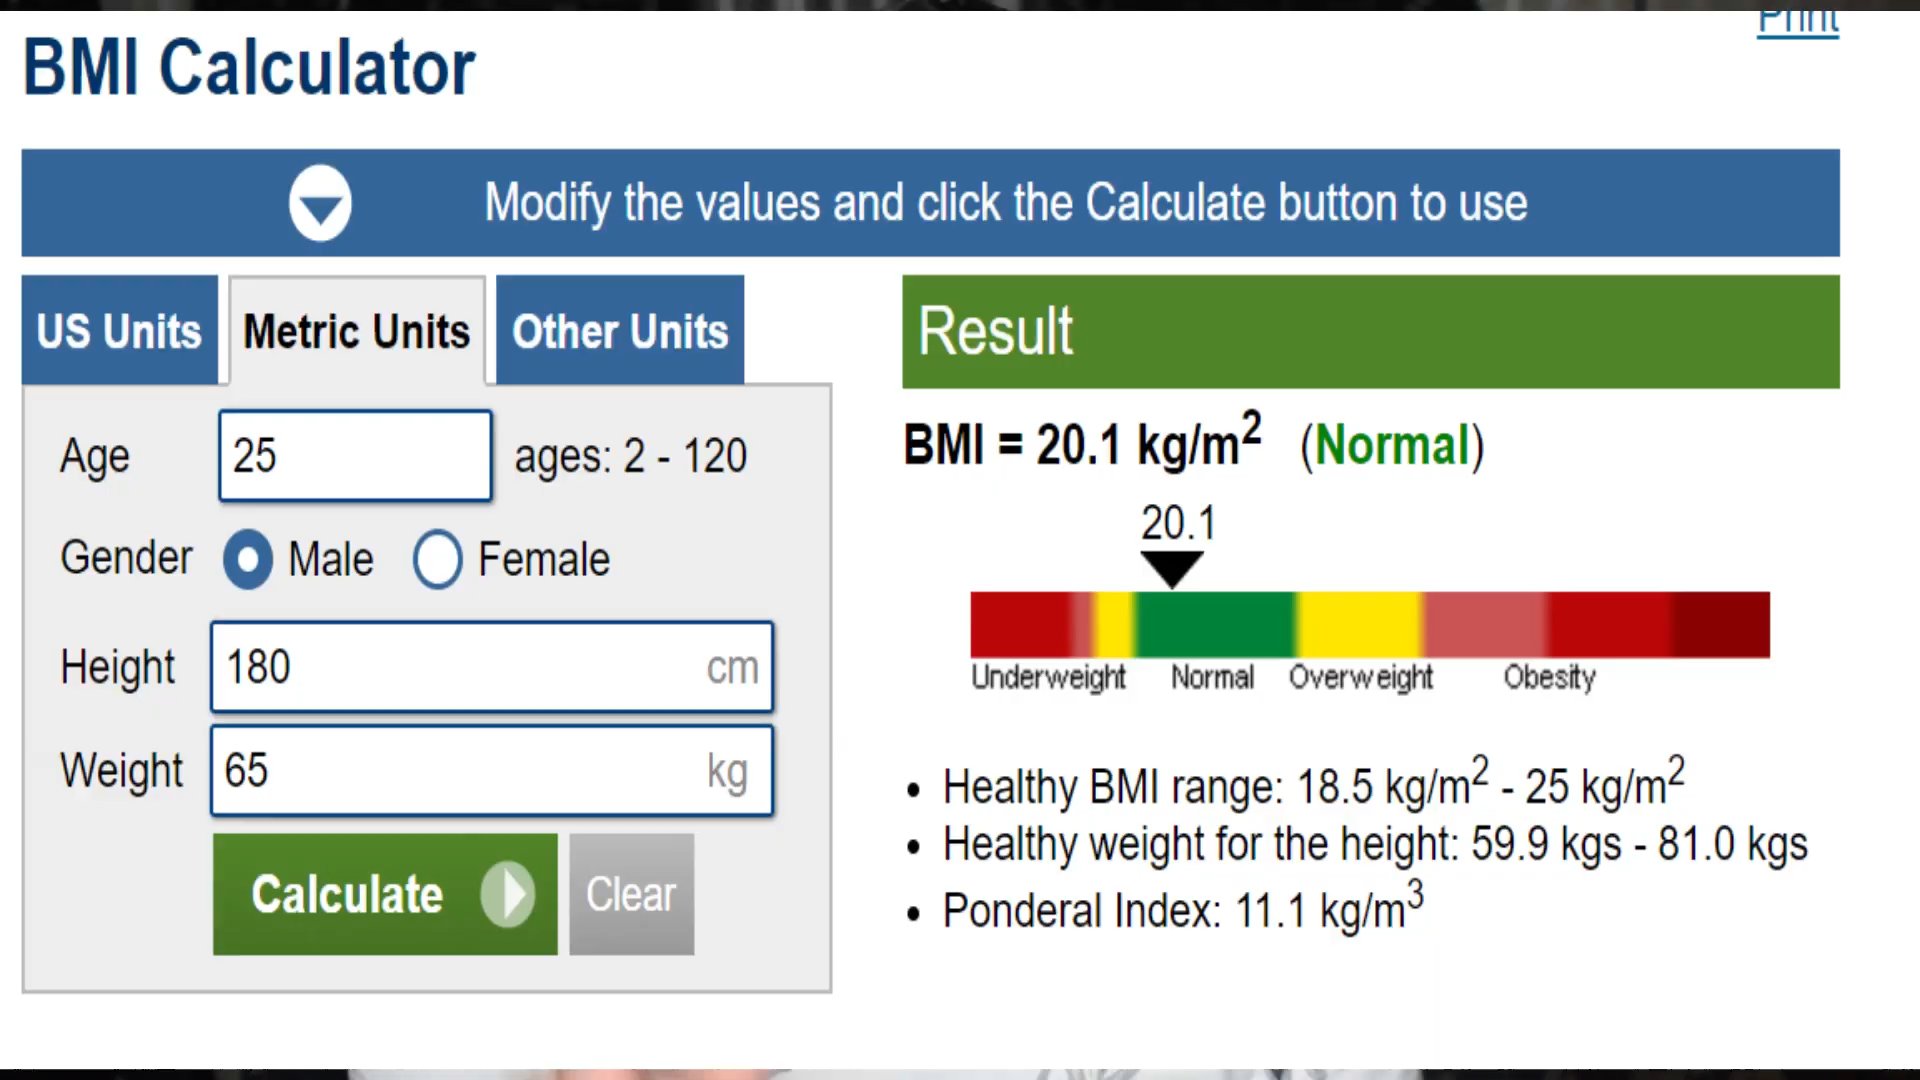 Print
BMI Calculator
Modify the values and click the Calculate button to use
US Units Metric Units Other Units
Age 25 ages: 2 - 120
Gender Male Female
Height 180 cm
Weight 65 kg
Calculate Clear
Result
BMI = 20.1 kg/m² (Normal)
20.1
Underweight Normal Overweight Obesity
• Healthy BMI range: 18.5 kg/m² - 25 kg/m²
• Healthy weight for the height: 59.9 kgs - 81.0 kgs
• Ponderal Index: 11.1 kg/m³